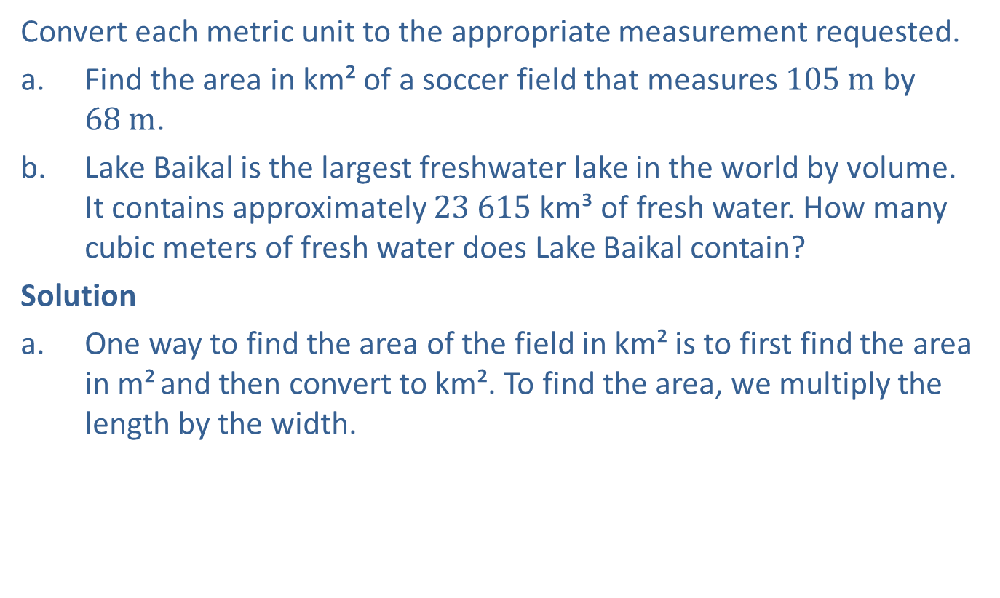 Convert each metric unit to the appropriate measurement requested.
a. Find the area in km² of a soccer field that measures 105 m by
68 m.
b. Lake Baikal is the largest freshwater lake in the world by volume.
It contains approximately 23 615 km³ of fresh water. How many
cubic meters of fresh water does Lake Baikal contain?
Solution
a. One way to find the area of the field in km² is to first find the area
in m² and then convert to km². To find the area, we multiply the
length by the width.